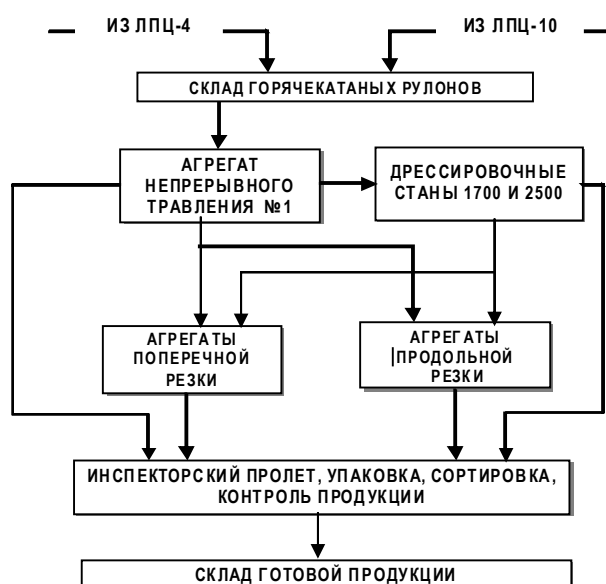 ИЗ ЛПЦ-4
ИЗ ЛПЦ-10
СКЛАД ГОРЯЧЕКАТАНЫХ РУЛОНОВ
АГРЕГАТ
НЕПРЕРЫВНОГО
ТРАВЛЕНИЯ №1
ДРЕССИРОВОЧНЫЕ
СТАНЫ 1700 И 2500
АГРЕГАТЫ
ПОПЕРЕЧНОЙ
РЕЗКИ
АГРЕГАТЫ
ПРОДОЛЬНОЙ
РЕЗКИ
ИНСПЕКТОРСКИЙ ПРОЛЕТ, УПАКОВКА, СОРТИРОВКА,
КОНТРОЛЬ ПРОДУКЦИИ
СКЛАД ГОТОВОЙ ПРОДУКЦИИ